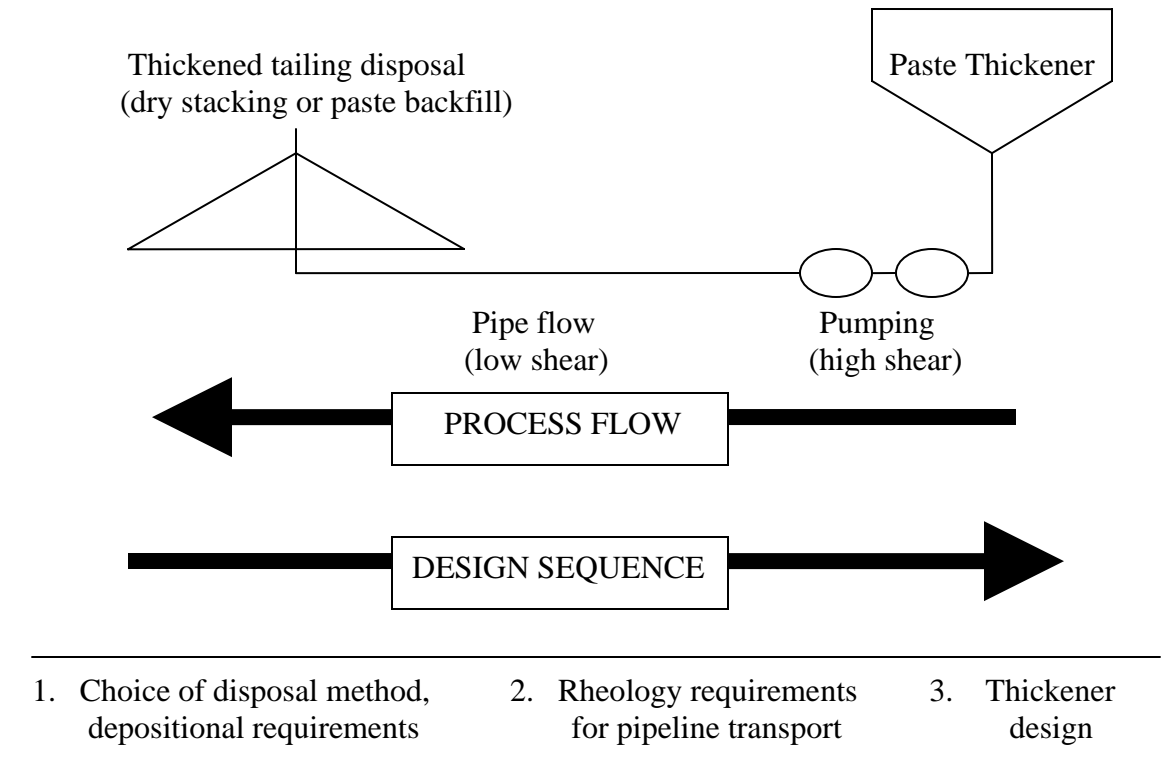 Thickened tailing disposal
(dry stacking or paste backfill)
Paste Thickener
Pipe flow
(low shear)
Pumping
(high shear)
PROCESS FLOW
DESIGN SEQUENCE
1. Choice of disposal method,
depositional requirements
2. Rheology requirements
for pipeline transport
3. Thickener
design